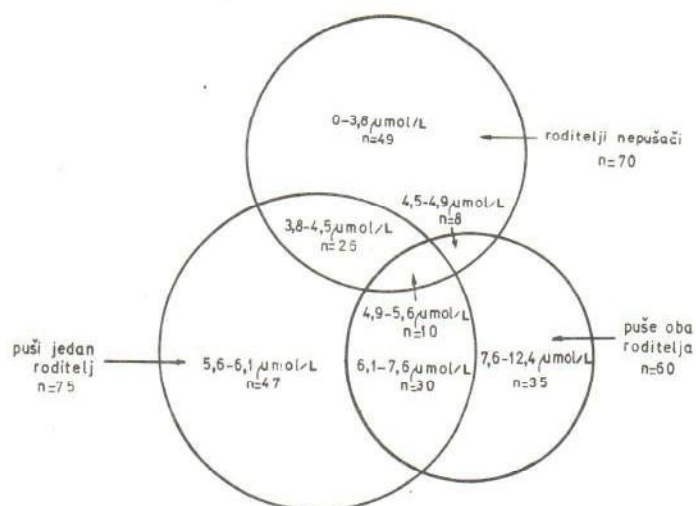 0-3,8 µmol/L
n=49
roditelji nepušači
n=70
4,5-4,9 µmol/L
n=8
3,8-4,5 µmol/L
n=26
4,9-5,6 µmol/L
n=10
puši jedan
roditelj
n=75
5,6-6,1 µmol/L
n=47
6,1-7,6 µmol/L
n=30
7,6-12,4 µmol/L
n=35
puše oba
roditelja
n=60